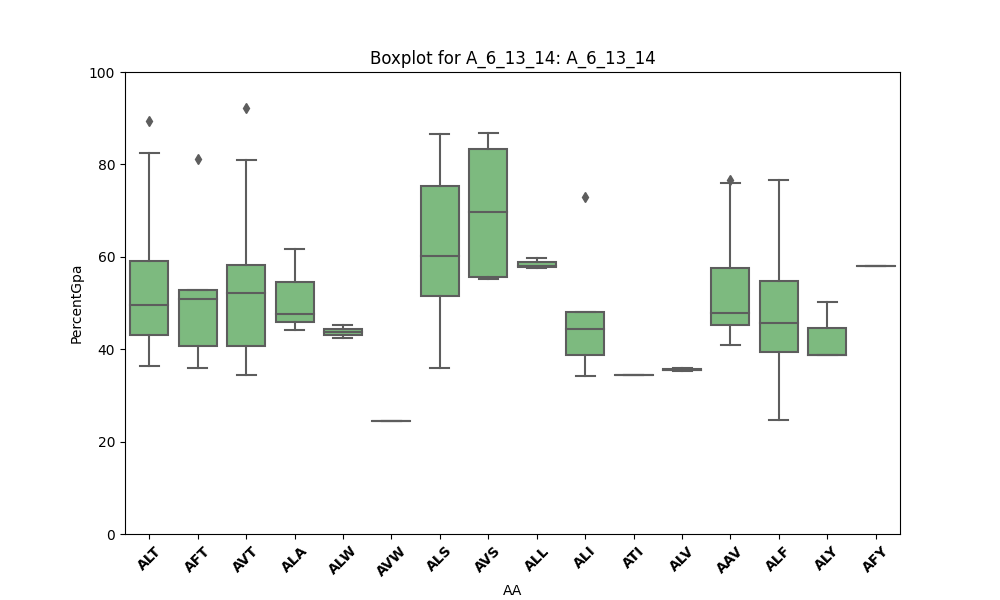 Boxplot for A_6_13_14: A_6_13_14
100
80
60
40
20
0
PercentGpa
ALT AFT AVT ALA ALW AVW ALS AVS ALL ALI ATI ALV AAV ALF ALY AFY
AA